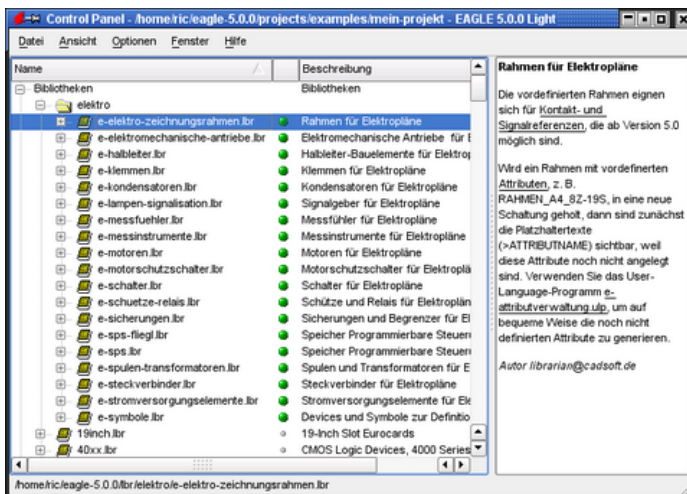 Control Panel - /home/ric/eagle-5.0.0/projects/examples/mein-projekt - EAGLE 5.0.0 Light
Datei Ansicht Optionen Fenster Hilfe
Name Beschreibung
Bibliotheken Bibliotheken
elektro
e-elektro-zeichnungsrahmen.lbr Rahmen für Elektropläne
e-elektromechanische-antriebe.lbr Elektromechanische Antriebe für E
e-halbleiter.lbr Halbleiter-Bauelemente für Elektrop
e-klemmen.lbr Klemmen für Elektropläne
e-kondensatoren.lbr Kondensatoren für Elektropläne
e-lampen-signalisation.lbr Signalgeber für Elektropläne
e-messfuehler.lbr Messfühler für Elektropläne
e-messinstrumente.lbr Messinstrumente für Elektropläne
e-motoren.lbr Motoren für Elektropläne
e-motorschutzschalter.lbr Motorschutzschalter für Elektroplä
e-schalter.lbr Schalter für Elektropläne
e-schuetze-relais.lbr Schütze und Relais für Elektroplän
e-sicherungen.lbr Sicherungen und Begrenzer für El
e-sps-fliegl.lbr Speicher Programmierbare Steuer
e-sps.lbr Speicher Programmierbare Steuer
e-spulen-transformatoren.lbr Spulen und Transformatoren für E
e-steckverbinder.lbr Steckverbinder für Elektropläne
e-stromversorgungselemente.lbr Stromversorgungselemente für Ele
e-symbole.lbr Devices und Symbole zur Definitio
19inch.lbr 19-Inch Slot Eurocards
40xx.lbr CMOS Logic Devices, 4000 Series
Rahmen für Elektropläne
Die vordefinierten Rahmen eignen
sich für Kontakt- und
Signalreferenzen, die ab Version 5.0
möglich sind.
Wird ein Rahmen mit vordefinierten
Attributen, z. B.
RAHMEN_A4_8Z-19S, in eine neue
Schaltung geholt, dann sind zunächst
die Platzhaltertexte
(>ATTRIBUTNAME) sichtbar, weil
diese Attribute noch nicht angelegt
sind. Verwenden Sie das User-
Language-Programm e-
attributverwaltung.ulp, um auf
bequeme Weise die noch nicht
definierten Attribute zu generieren.
Autor librarian@cadsoft.de
/home/ric/eagle-5.0.0/lbr/elektro/e-elektro-zeichnungsrahmen.lbr